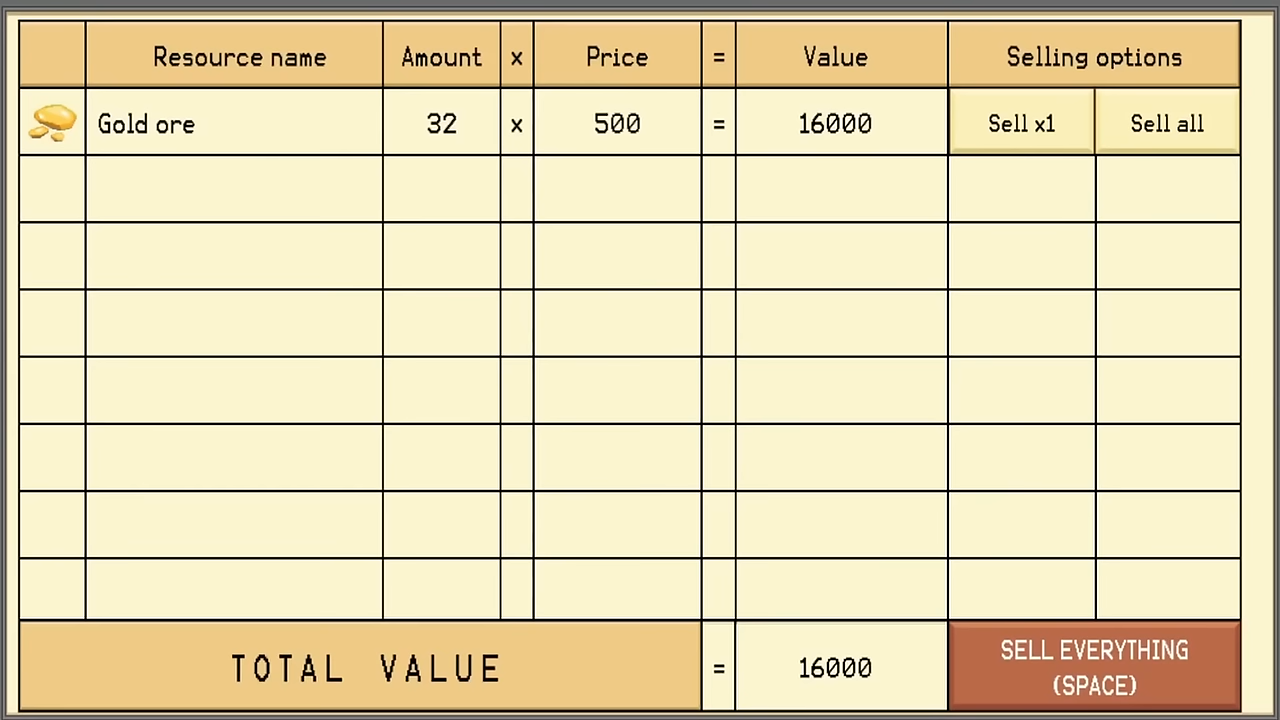 Resource name Amount x Price = Value Selling options
Gold ore 32 x 500 = 16000 Sell x1 Sell all
TOTAL VALUE = 16000 SELL EVERYTHING
(SPACE)